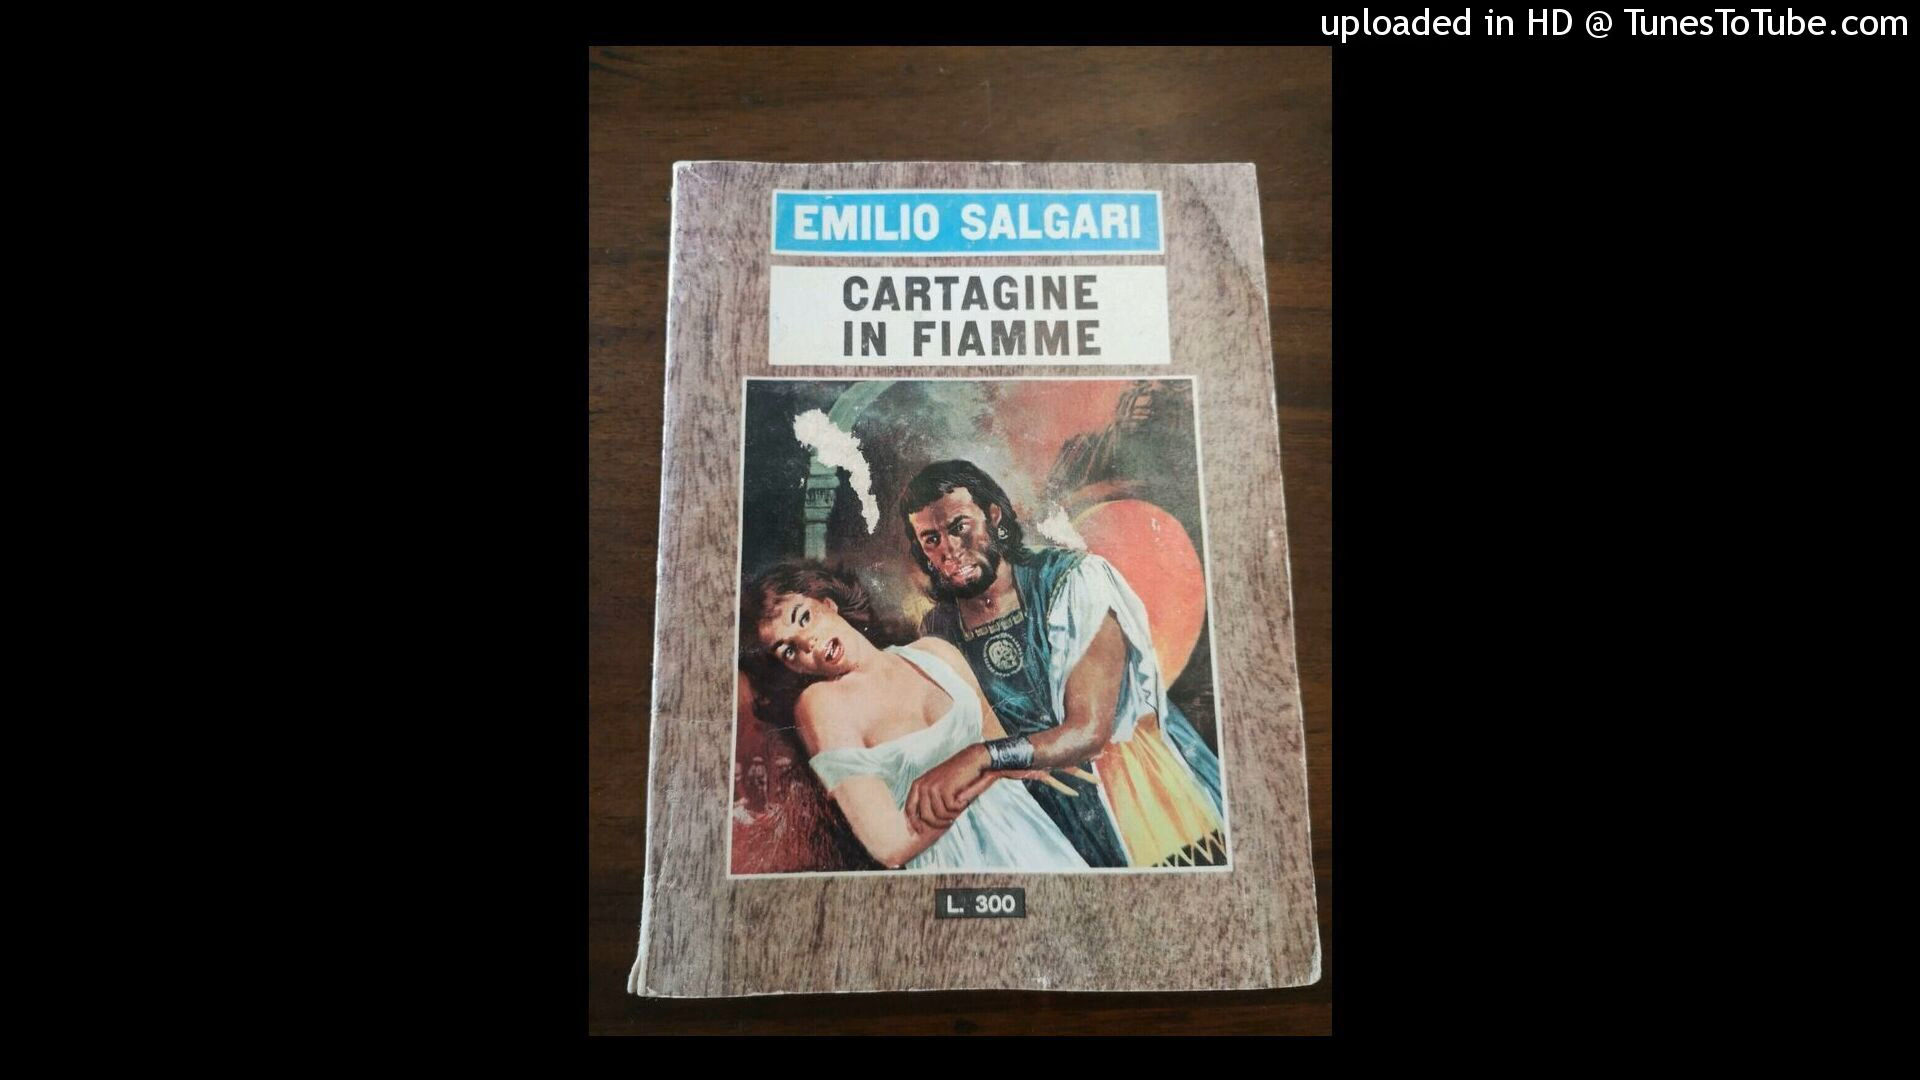 uploaded in HD @ TunesToTube.com
EMILIO SALGARI
CARTAGINE
IN FIAMME
L. 300